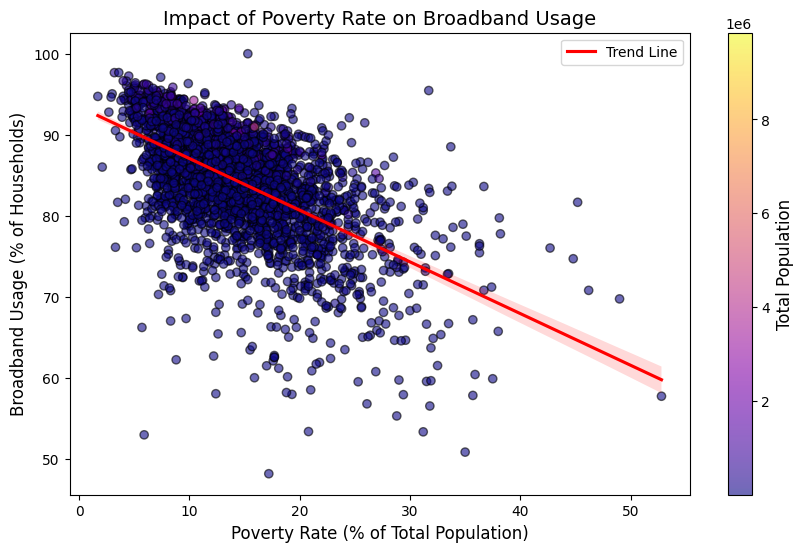 Impact of Poverty Rate on Broadband Usage
1e6
Trend Line
100
90
80
70
60
50
Broadband Usage (% of Households)
0
10
20
30
40
50
Poverty Rate (% of Total Population)
8
6
4
2
Total Population